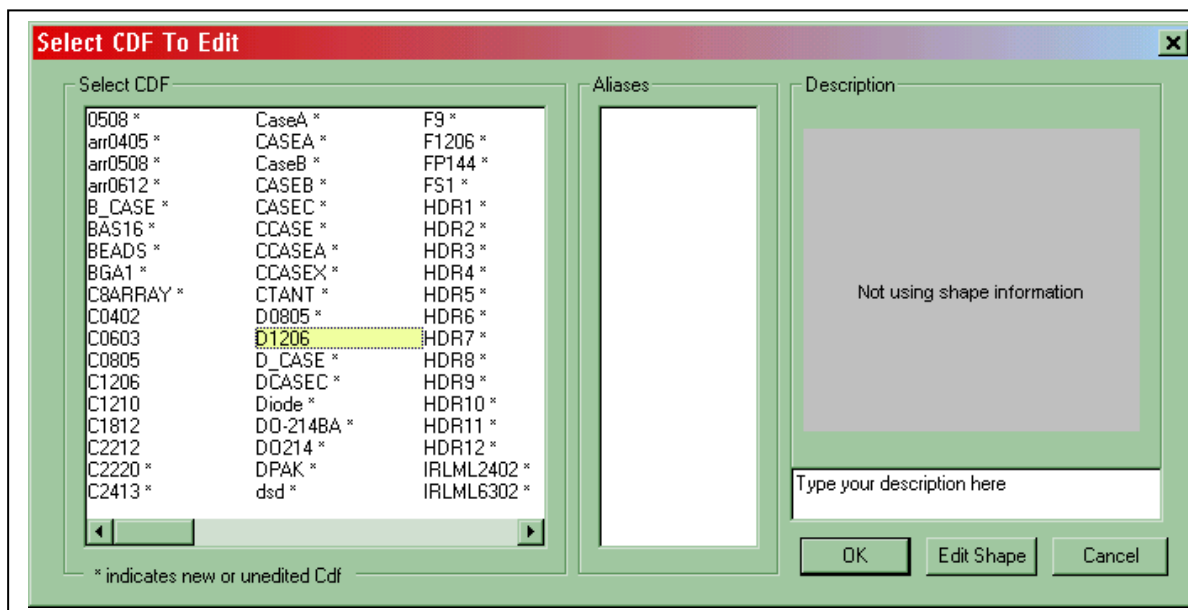 Select CDF To Edit
Select CDF
Aliases
Description
0508 *
arr0405 *
arr0508 *
arr0612 *
B_CASE *
BAS16 *
BEADS *
BGA1 *
C8ARRAY *
C0402
C0603
C0805
C1206
C1210
C1812
C2212
C2220 *
C2413 *
CaseA *
CASEA *
CaseB *
CASEB *
CASEC *
CCASE *
CCASEA *
CCASEX *
CTANT *
D0805 *
D1206
D_CASE *
DCASEC *
Diode *
DO-214BA *
DO214 *
DPAK *
dsd *
F9 *
F1206 *
FP144 *
FS1 *
HDR1 *
HDR2 *
HDR3 *
HDR4 *
HDR5 *
HDR6 *
HDR7 *
HDR8 *
HDR9 *
HDR10 *
HDR11 *
HDR12 *
IRLML2402 *
IRLML6302 *
Not using shape information
Type your description here
* indicates new or unedited Cdf
OK
Edit Shape
Cancel